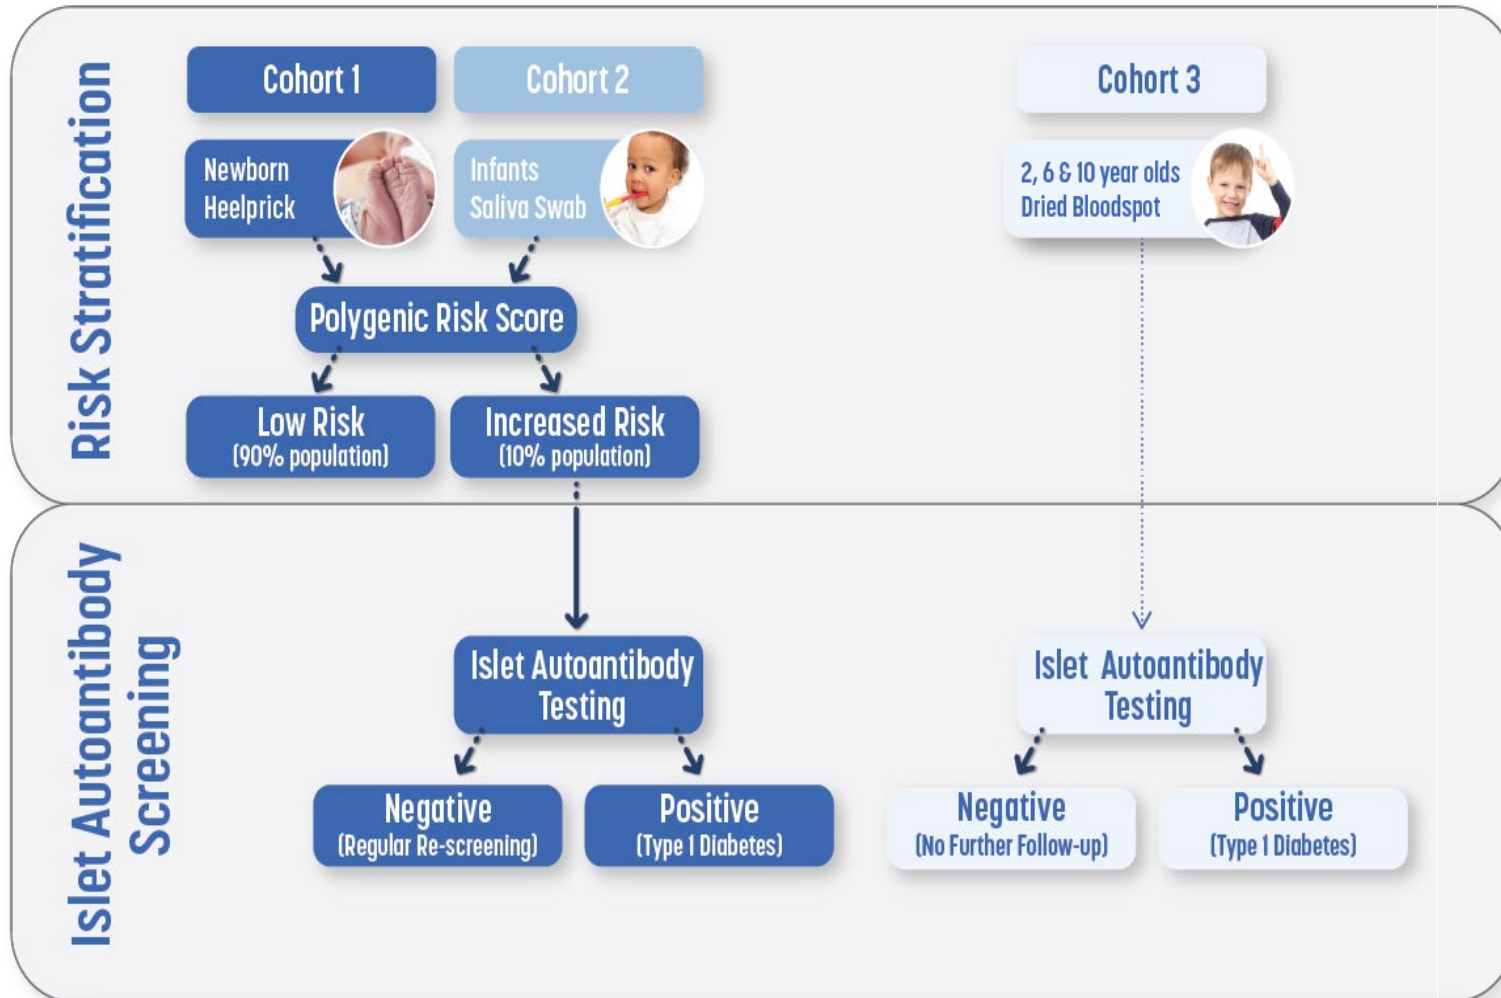 Risk Stratification
Cohort 1
Cohort 2
Cohort 3
Newborn
Heelprick
Infants
Saliva Swab
2, 6 & 10 year olds
Dried Bloodspot
Polygenic Risk Score
Low Risk
(90% population)
Increased Risk
(10% population)
Islet Autoantibody
Screening
Islet Autoantibody
Testing
Islet Autoantibody
Testing
Negative
(Regular Re-screening)
Positive
(Type 1 Diabetes)
Negative
(No Further Follow-up)
Positive
(Type 1 Diabetes)